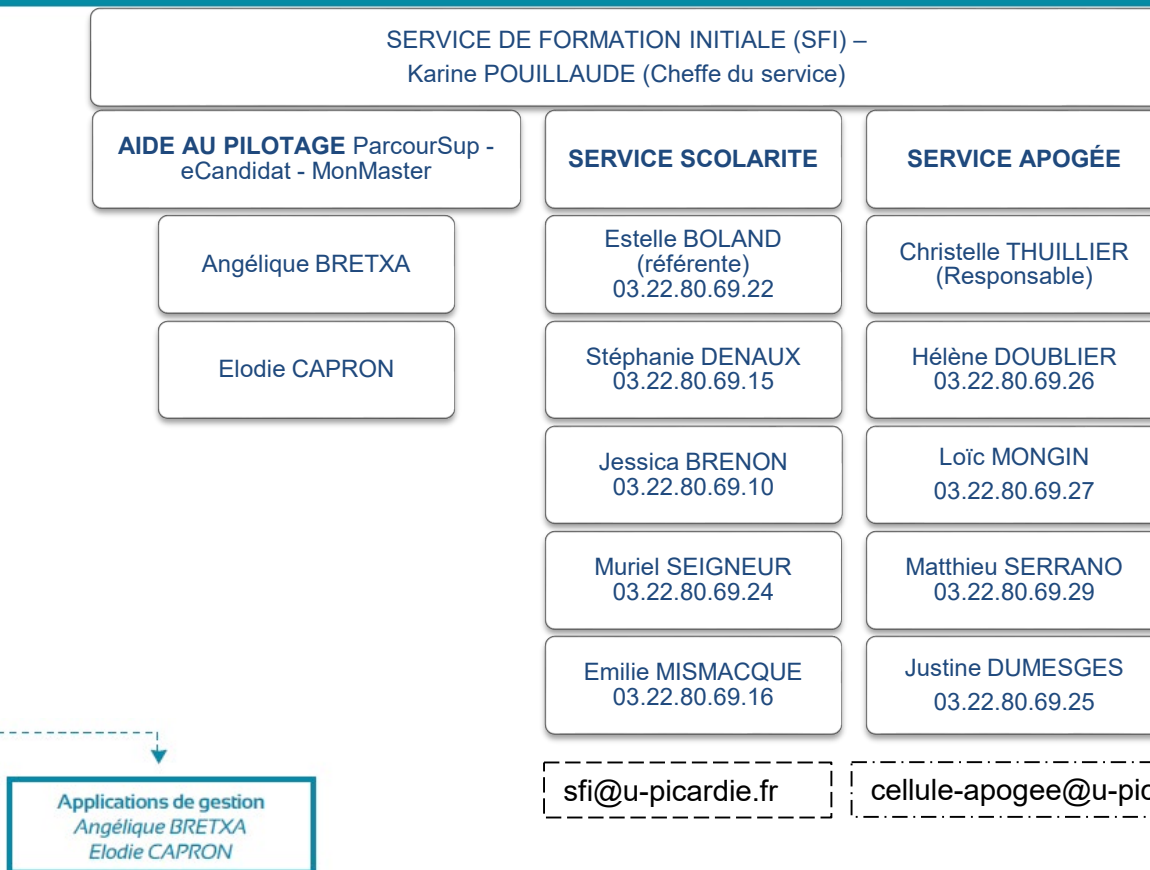 SERVICE DE FORMATION INITIALE (SFI) –
Karine POUILLAUDE (Cheffe du service)
AIDE AU PILOTAGE ParcourSup -
eCandidat - MonMaster
Angélique BRETXA
Elodie CAPRON
SERVICE SCOLARITE
Estelle BOLAND
(référente)
03.22.80.69.22
Stéphanie DENAUX
03.22.80.69.15
Jessica BRENON
03.22.80.69.10
Muriel SEIGNEUR
03.22.80.69.24
Emilie MISMACQUE
03.22.80.69.16
sfi@u-picardie.fr
SERVICE APOGÉE
Christelle THUILLIER
(Responsable)
Hélène DOUBLIER
03.22.80.69.26
Loïc MONGIN
03.22.80.69.27
Matthieu SERRANO
03.22.80.69.29
Justine DUMESGES
03.22.80.69.25
cellule-apogee@u-pic
Applications de gestion
Angélique BRETXA
Elodie CAPRON